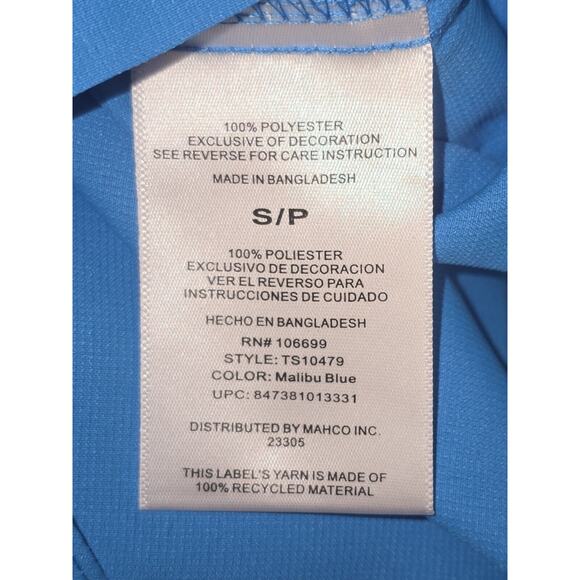 100% POLYESTER
EXCLUSIVE OF DECORATION
SEE REVERSE FOR CARE INSTRUCTION
MADE IN BANGLADESH
S/P
100% POLIESTER
EXCLUSIVO DE DECORACION
VER EL REVERSO PARA
INSTRUCCIONES DE CUIDADO
HECHO EN BANGLADESH
RN# 106699
STYLE: TS10479
COLOR: Malibu Blue
UPC: 847381013331
DISTRIBUTED BY MAHCO INC.
23305
THIS LABEL'S YARN IS MADE OF
100% RECYCLED MATERIAL